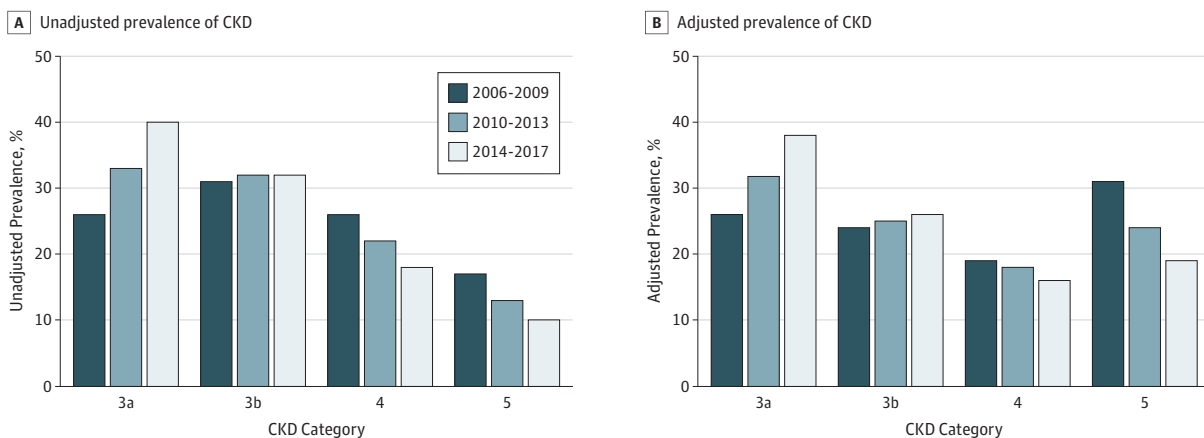 A Unadjusted prevalence of CKD
50
40
30
20
10
0
Unadjusted Prevalence, %
2006-2009
2010-2013
2014-2017
3a 3b 4 5
CKD Category
B Adjusted prevalence of CKD
50
40
30
20
10
0
Adjusted Prevalence, %
3a 3b 4 5
CKD Category